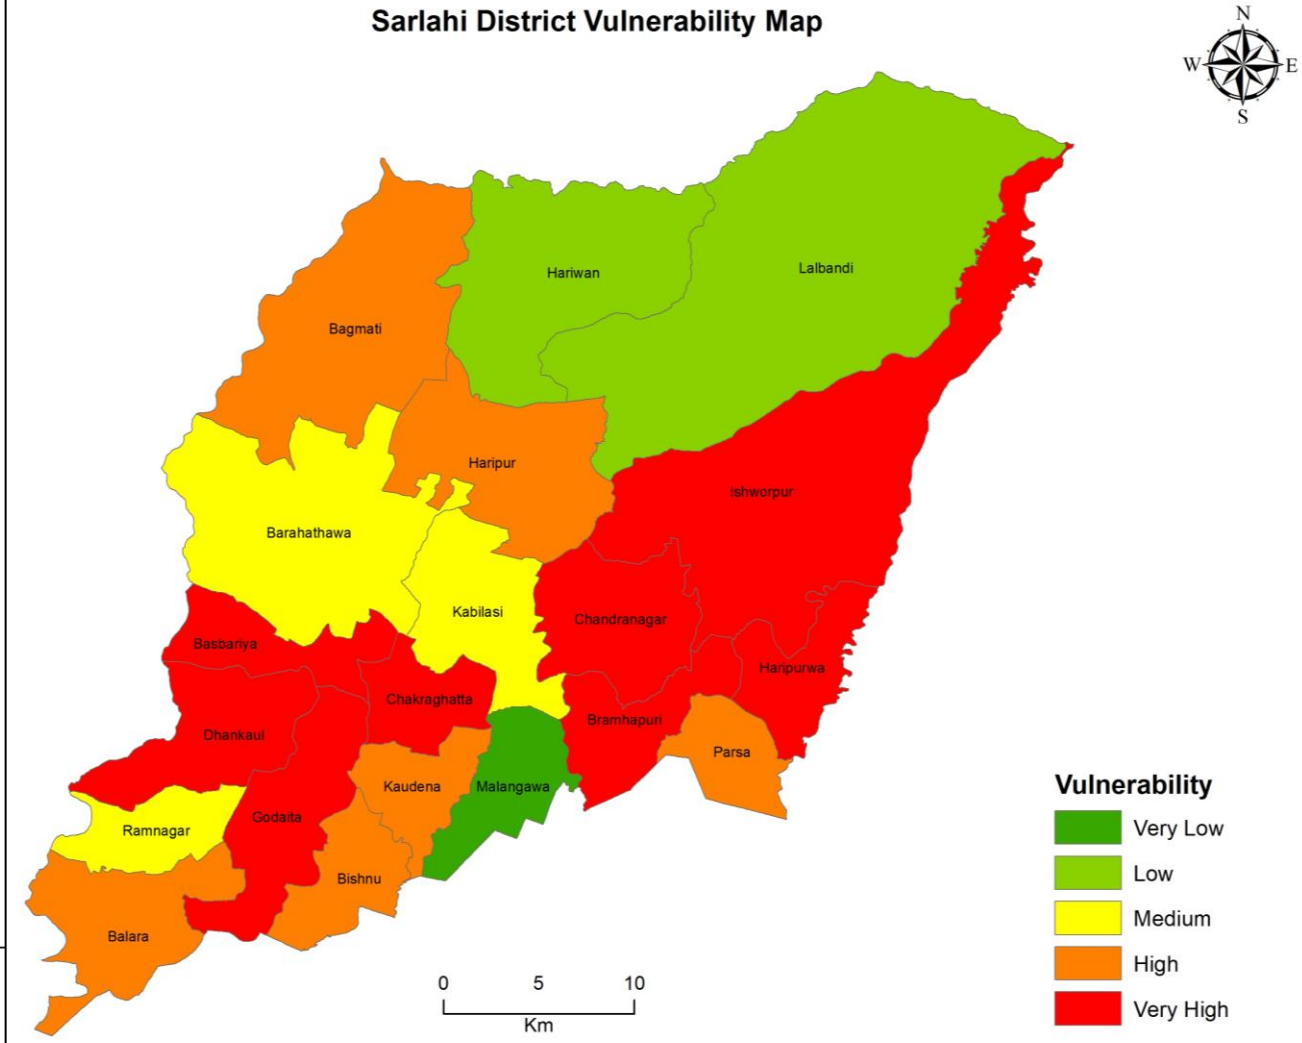 Sarlahi District Vulnerability Map
N
W
E
S
Hariwan
Lalbandi
Bagmati
Haripur
Ishworpur
Barahathawa
Kabilasi
Chandranagar
Basbariya
Haripurwa
Chakraghatta
Bramhapuri
Dhankaul
Parsa
Kaudena
Malangawa
Godaita
Ramnagar
Bishnu
Balara
0 5 10
Km
Vulnerability
Very Low
Low
Medium
High
Very High